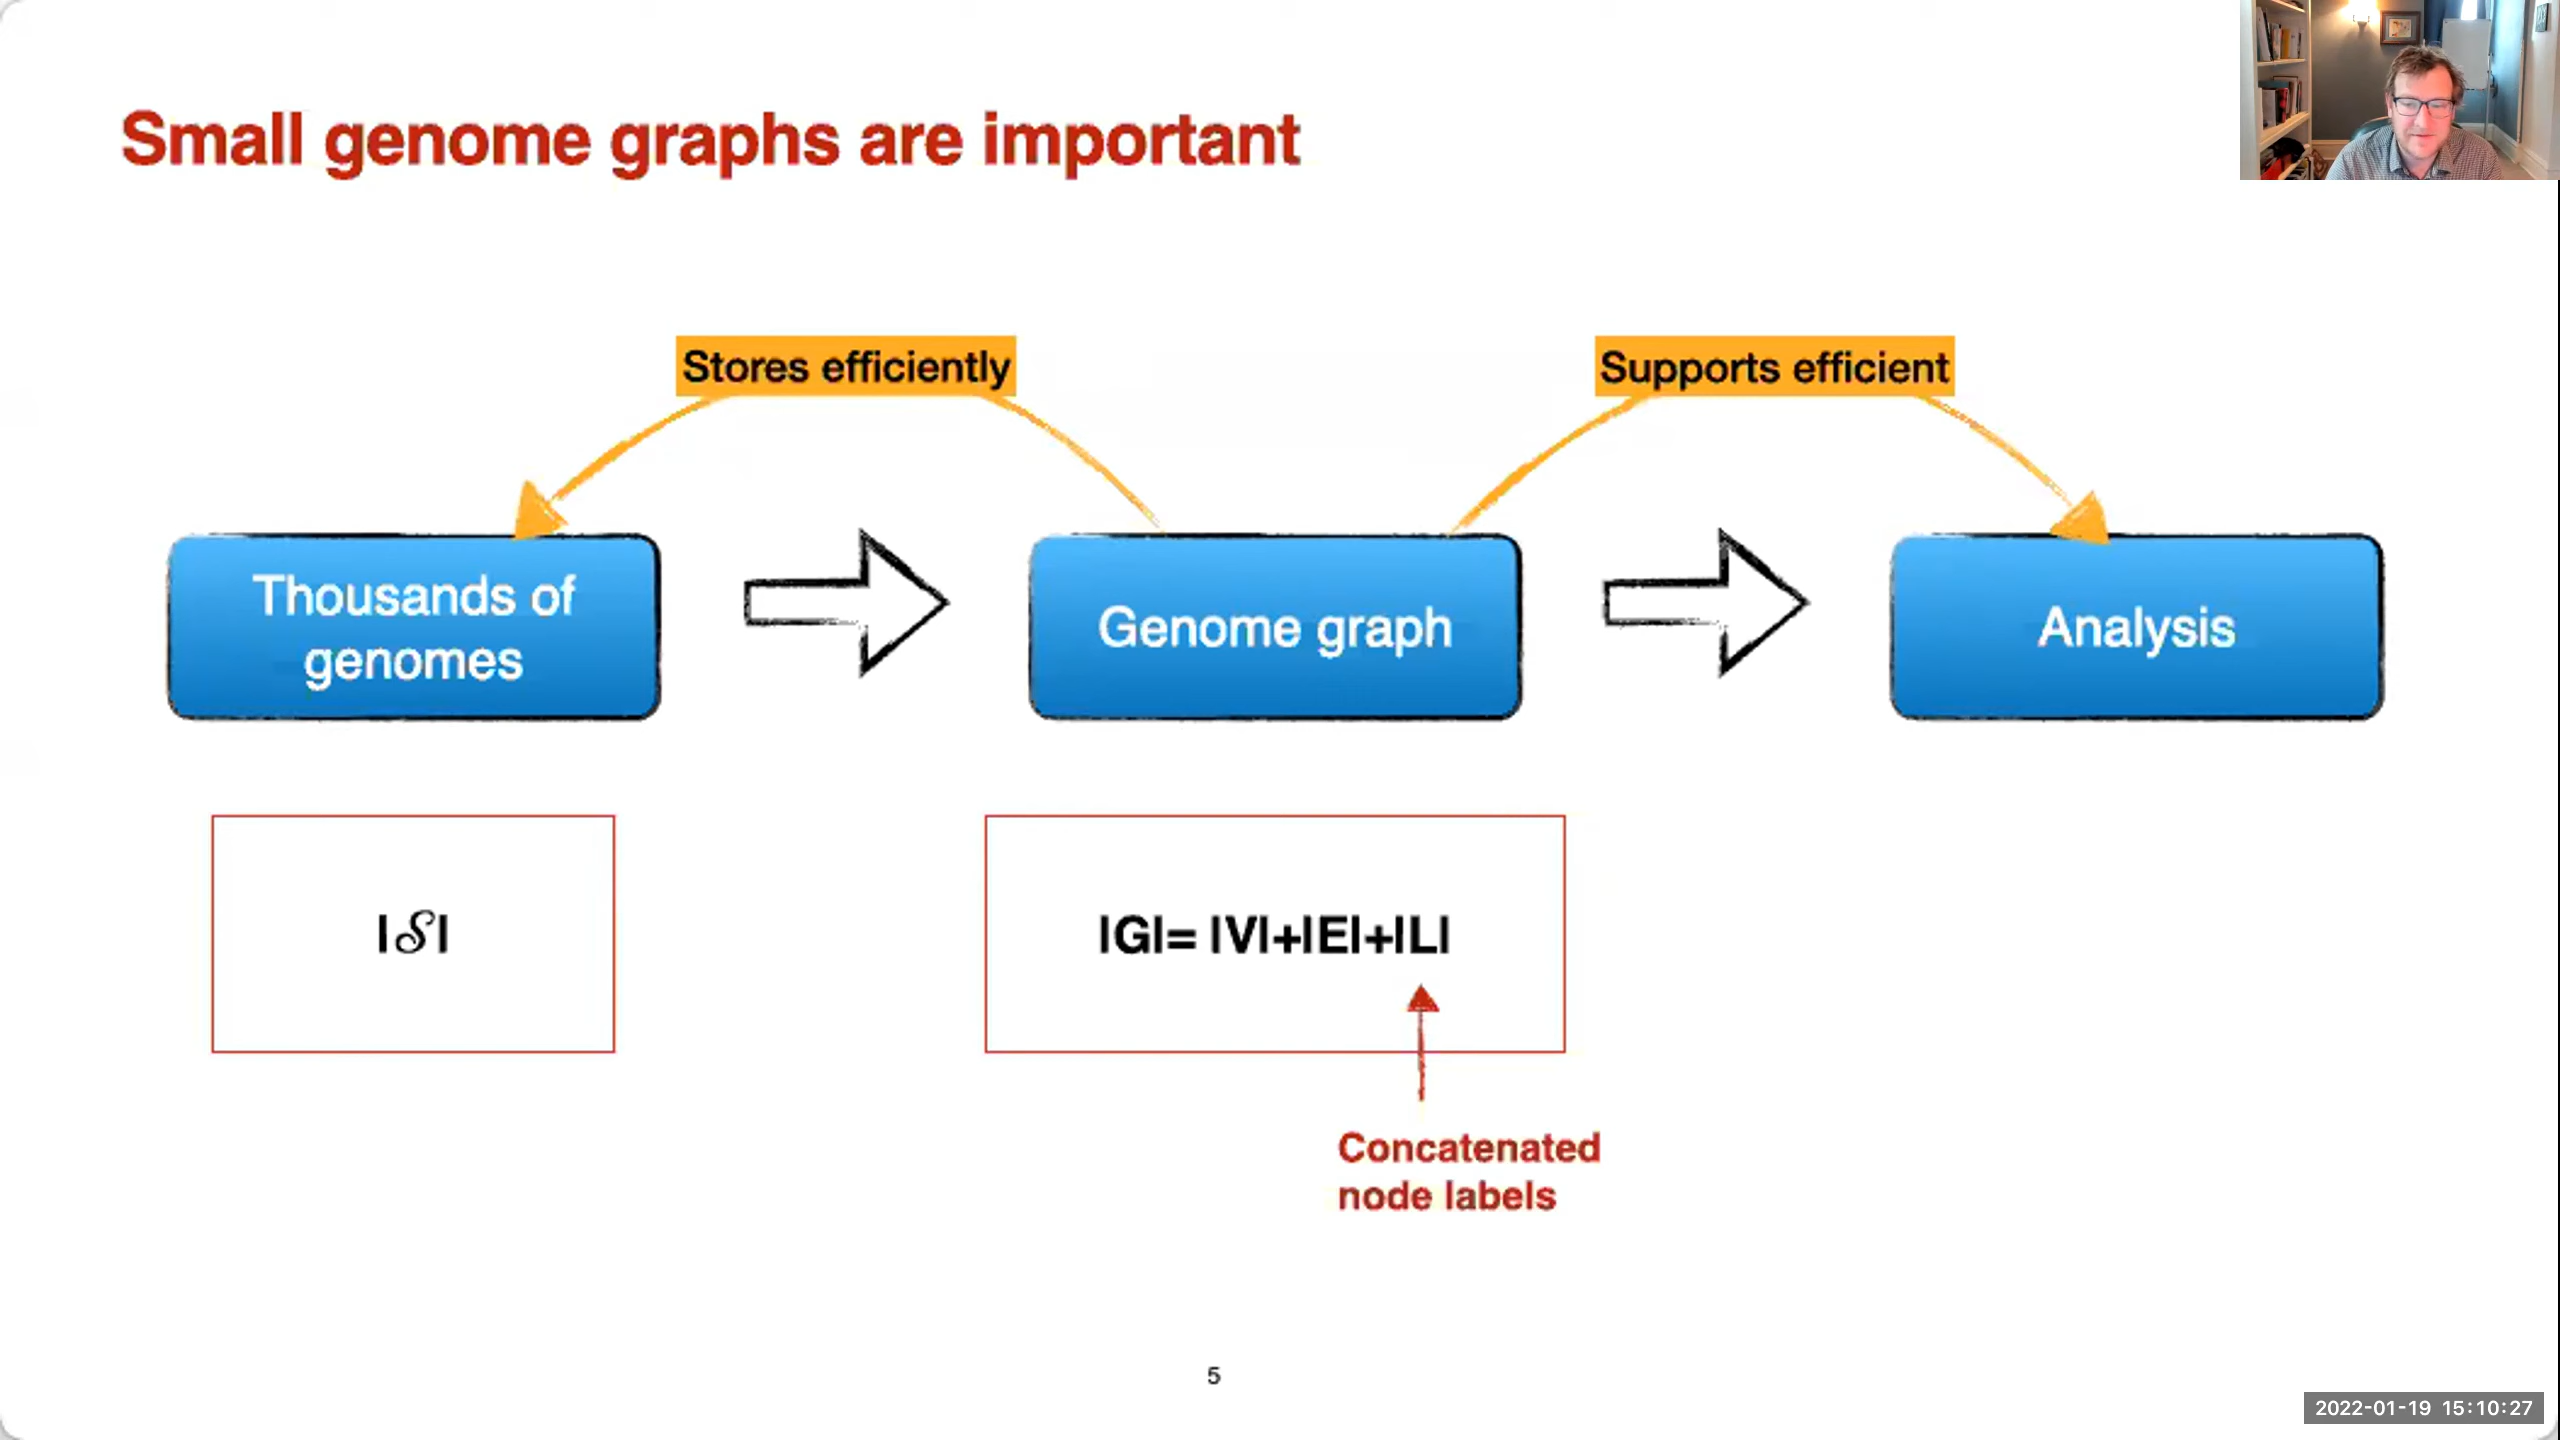 Small genome graphs are important
Stores efficiently
Supports efficient
Thousands of
genomes
Genome graph
Analysis
|𝒮|
|G|= |V|+|E|+|L|
Concatenated
node labels
5
2022-01-19 15:10:27